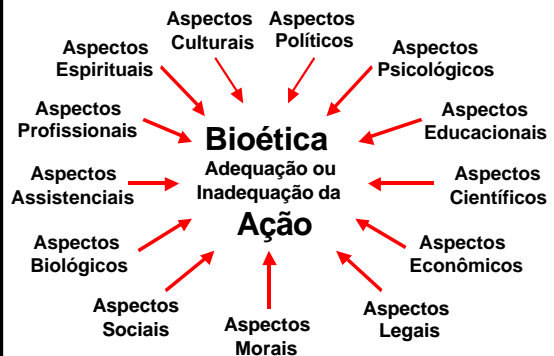 Aspectos
Culturais
Aspectos
Políticos
Aspectos
Espirituais
Aspectos
Psicológicos
Aspectos
Profissionais
Aspectos
Educacionais
Bioética
Adequação ou
Inadequação da
Ação
Aspectos
Assistenciais
Aspectos
Científicos
Aspectos
Biológicos
Aspectos
Econômicos
Aspectos
Sociais
Aspectos
Morais
Aspectos
Legais